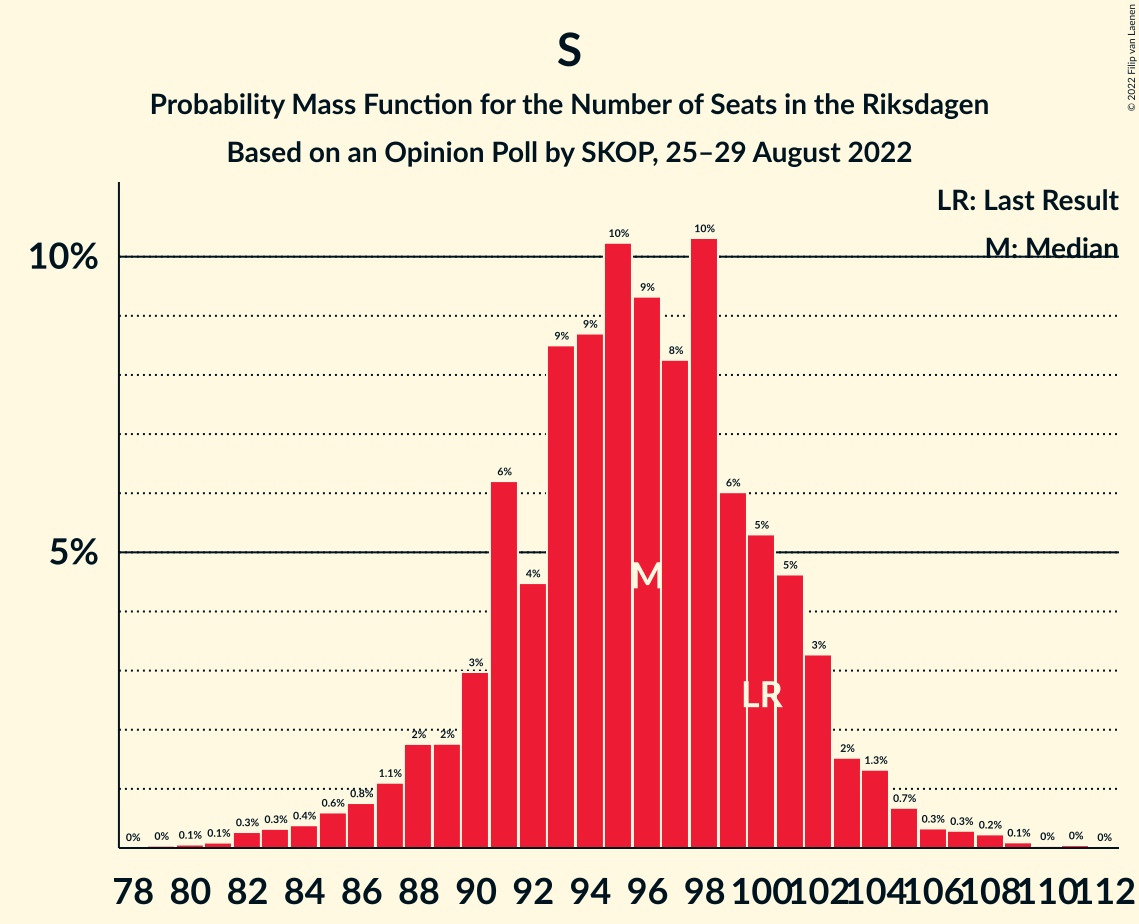 S
Probability Mass Function for the Number of Seats in the Riksdagen
Based on an Opinion Poll by SKOP, 25–29 August 2022
© 2022 Filip van Laenen
LR: Last Result
M: Median
10%
5%
0% 0% 0.1% 0.1% 0.3% 0.3% 0.4% 0.6% 0.8% 1.1% 2% 2% 3% 6% 4% 9% 9% 10% 9% 8% 10% 6% 5% 5% 3% 2% 1.3% 0.7% 0.3% 0.3% 0.2% 0.1% 0% 0% 0%
M
LR
78 80 82 84 86 88 90 92 94 96 98 100 102 104 106 108 110 112